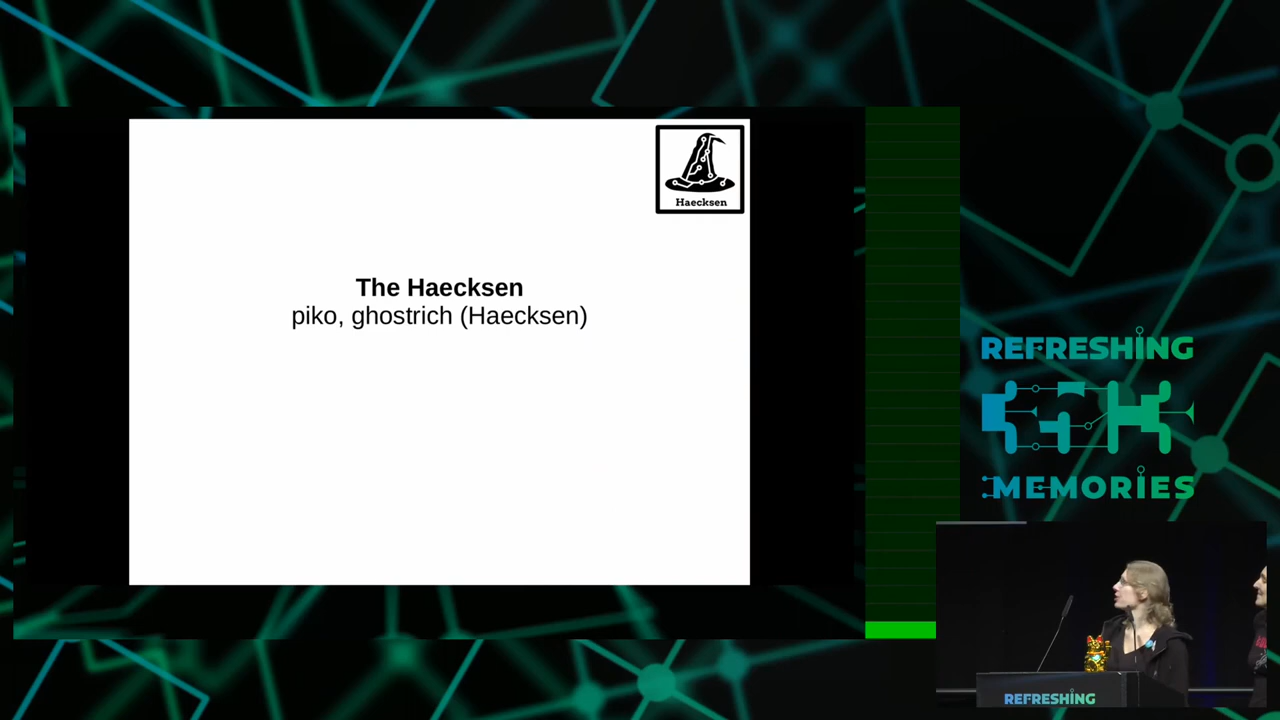 Haecksen
The Haecksen
piko, ghostrich (Haecksen)
REFRESHING
MEMORIES
REFRESHING